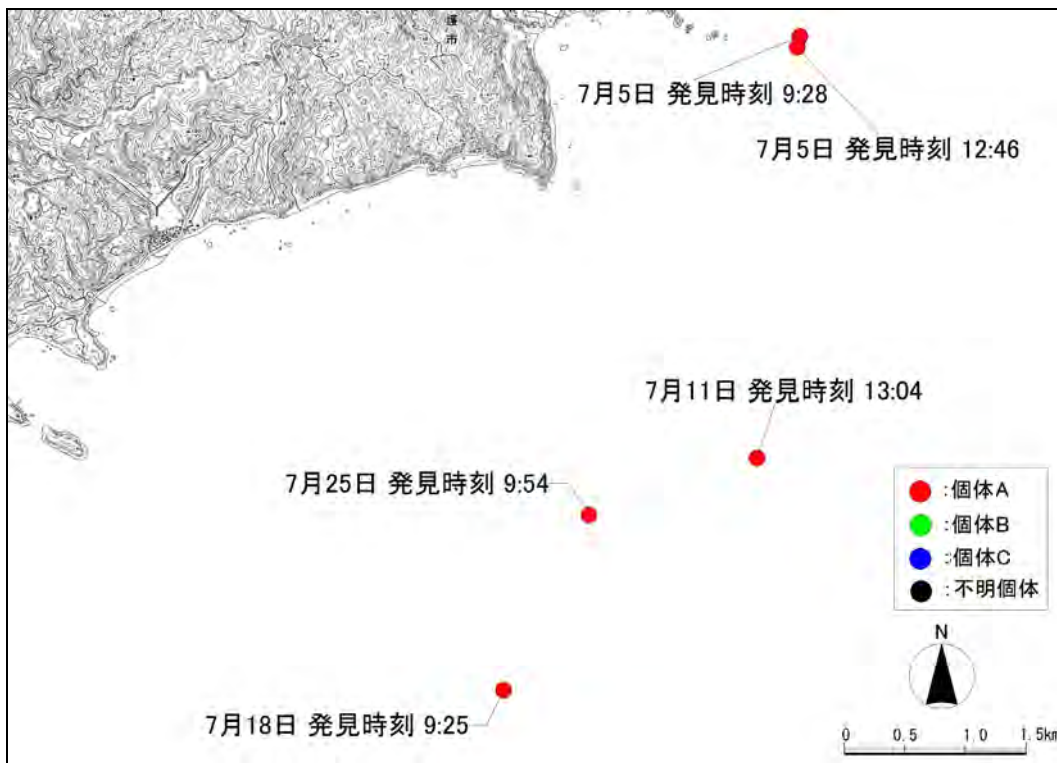 護市
7月5日 発見時刻 9:28
7月5日 発見時刻 12:46
7月11日 発見時刻 13:04
7月25日 発見時刻 9:54
7月18日 発見時刻 9:25
:個体A
:個体B
:個体C
:不明個体
N
0 0.5 1.0 1.5km